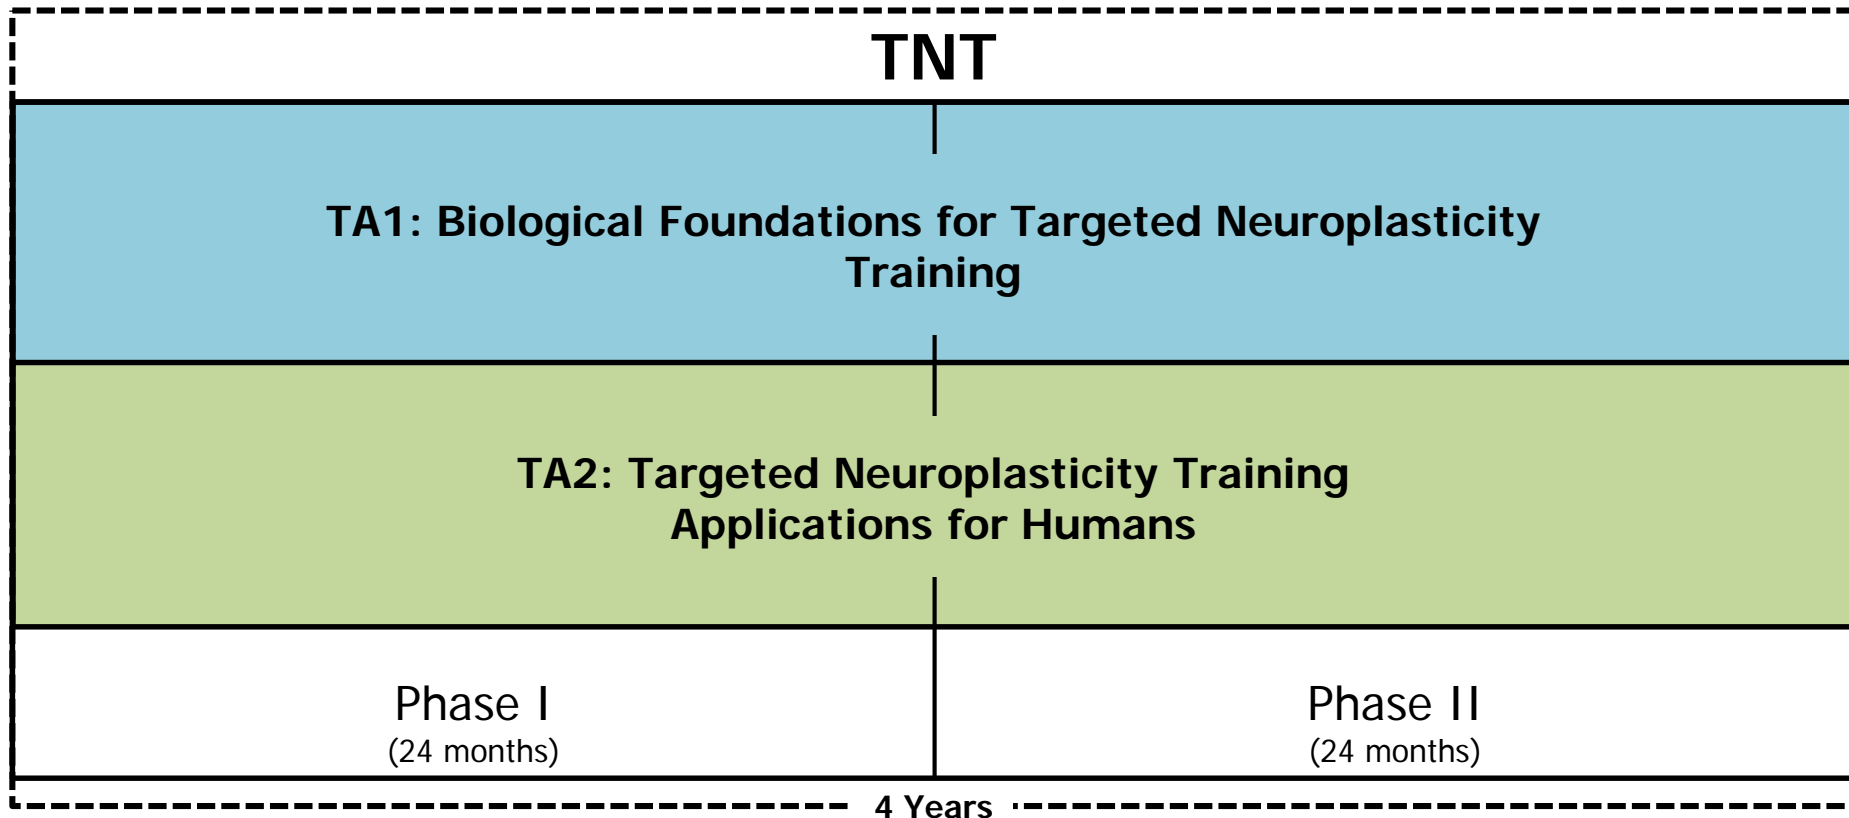 TNT
TA1: Biological Foundations for Targeted Neuroplasticity
Training
TA2: Targeted Neuroplasticity Training
Applications for Humans
Phase I
(24 months)
Phase II
(24 months)
4 Years